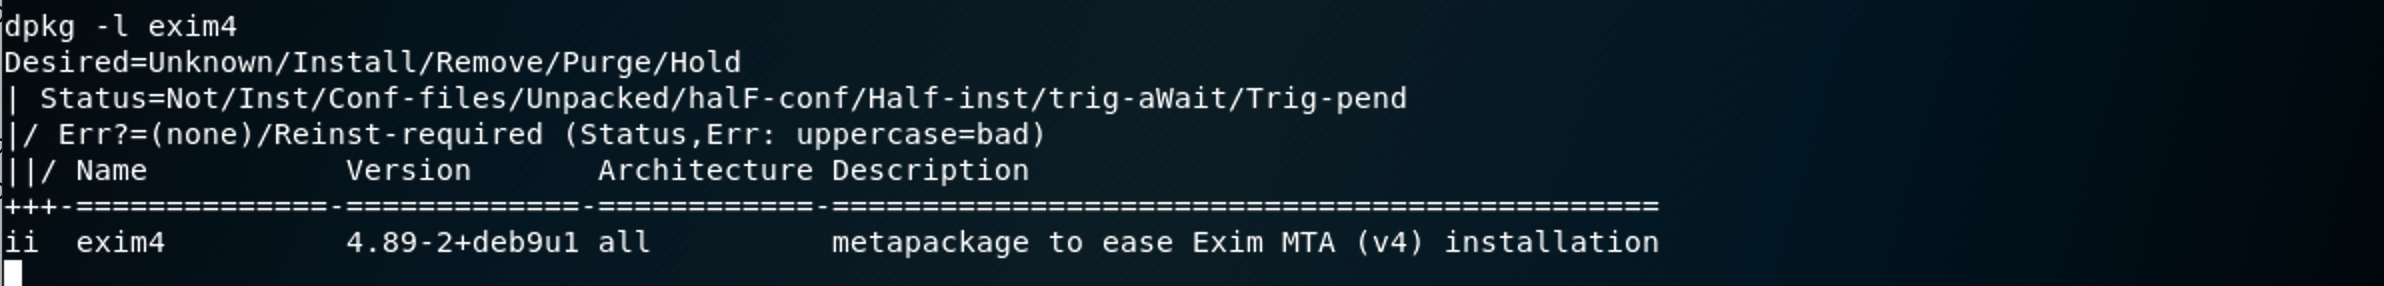 dpkg -l exim4
Desired=Unknown/Install/Remove/Purge/Hold
| Status=Not/Inst/Conf-files/Unpacked/halF-conf/Half-inst/trig-aWait/Trig-pend
|/ Err?=(none)/Reinst-required (Status,Err: uppercase=bad)
||/ Name           Version       Architecture Description
+++-==============-=============-============-==============================================
ii  exim4          4.89-2+deb9u1 all          metapackage to ease Exim MTA (v4) installation